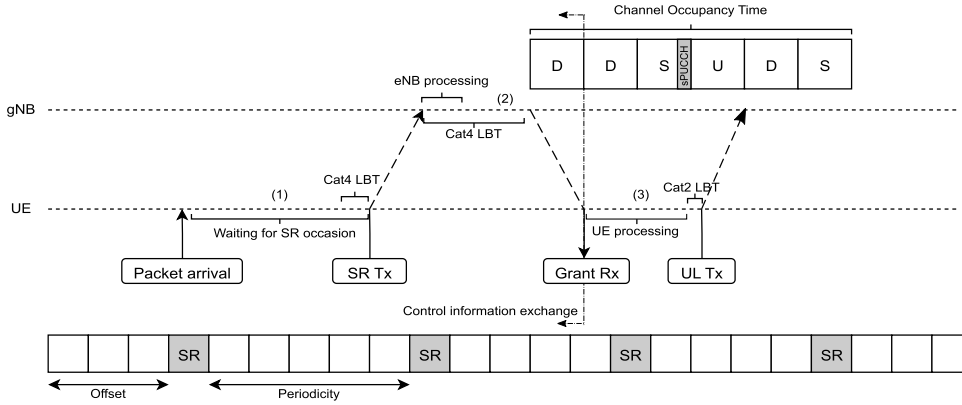 Channel Occupancy Time
D D S sPUCCH U D S
eNB processing
(2)
gNB
Cat4 LBT
Cat4 LBT
(1)
(3)
Cat2 LBT
UE
Waiting for SR occasion
UE processing
Packet arrival
SR Tx
Grant Rx
UL Tx
Control information exchange
SR SR SR SR
Offset
Periodicity